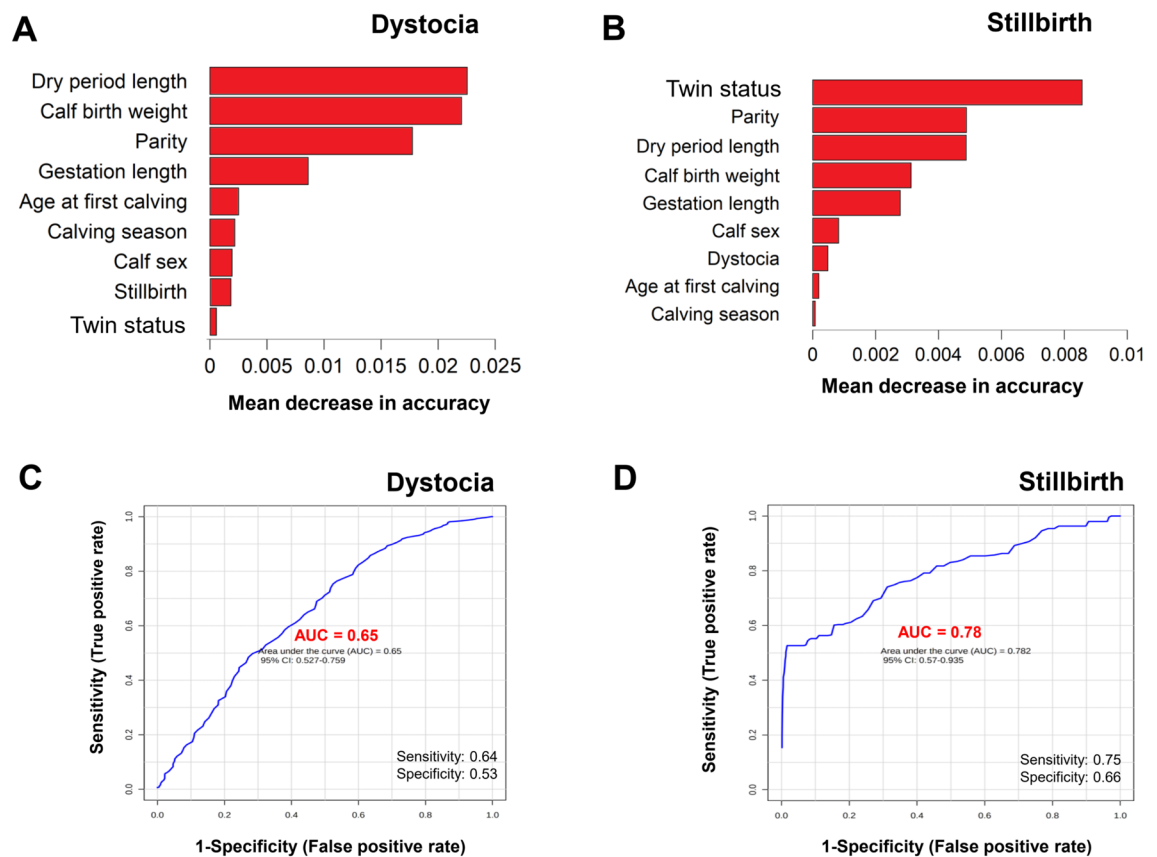 A
Dystocia
Dry period length
Calf birth weight
Parity
Gestation length
Age at first calving
Calving season
Calf sex
Stillbirth
Twin status
0 0.005 0.01 0.015 0.02 0.025
Mean decrease in accuracy
B
Stillbirth
Twin status
Parity
Dry period length
Calf birth weight
Gestation length
Calf sex
Dystocia
Age at first calving
Calving season
0 0.002 0.004 0.006 0.008 0.01
Mean decrease in accuracy
C
Dystocia
Sensitivity (True positive rate)
1.0
0.8
0.6
0.4
0.2
0.0
AUC = 0.65
Area under the curve (AUC) = 0.65
95% CI: 0.527-0.759
Sensitivity: 0.64
Specificity: 0.53
0.0 0.2 0.4 0.6 0.8 1.0
1-Specificity (False positive rate)
D
Stillbirth
Sensitivity (True positive rate)
1.0
0.8
0.6
0.4
0.2
0.0
AUC = 0.78
Area under the curve (AUC) = 0.782
95% CI: 0.57-0.935
Sensitivity: 0.75
Specificity: 0.66
0.0 0.2 0.4 0.6 0.8 1.0
1-Specificity (False positive rate)